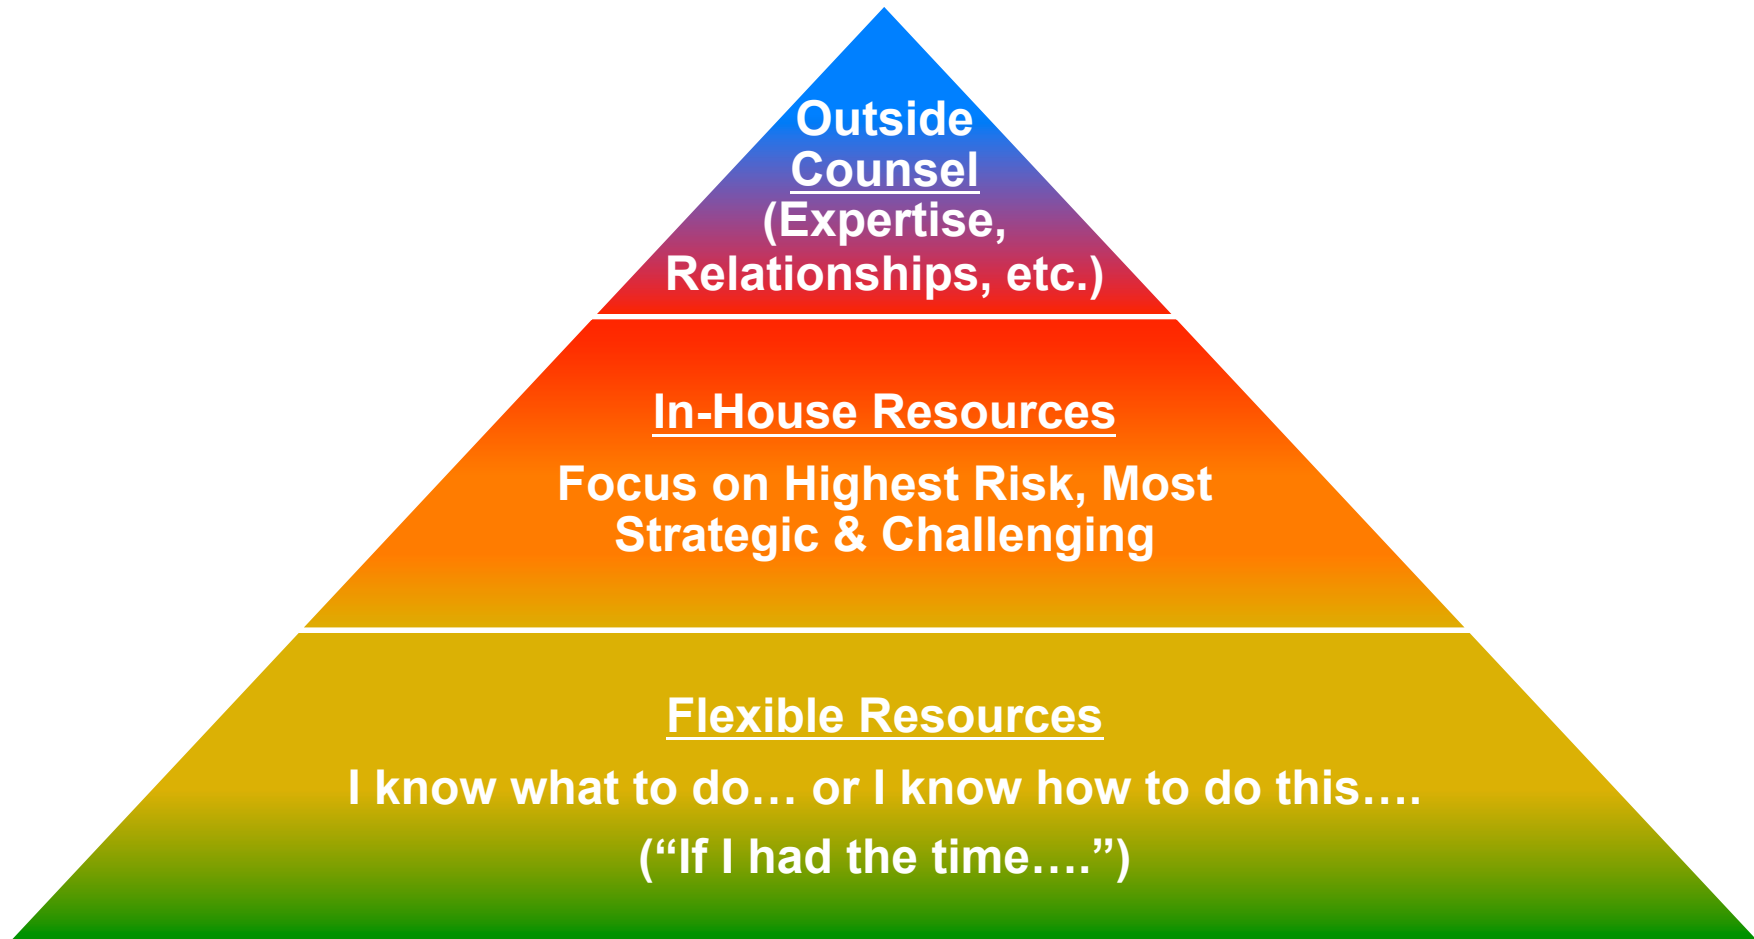 Outside
Counsel
(Expertise,
Relationships, etc.)
In-House Resources
Focus on Highest Risk, Most
Strategic & Challenging
Flexible Resources
I know what to do… or I know how to do this….
(“If I had the time….”)